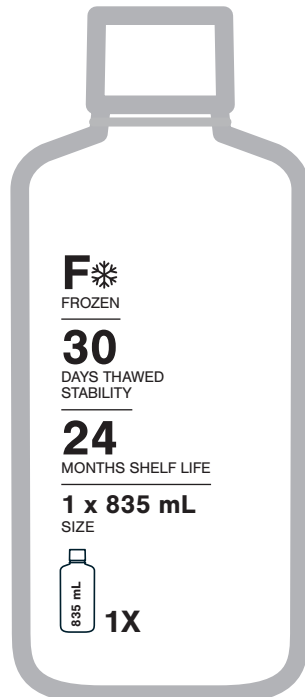 F
FROZEN
30
DAYS THAWED
STABILITY
24
MONTHS SHELF LIFE
1 x 835 mL
SIZE
835 mL
1X